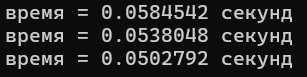 время = 0.0584542 секунд
время = 0.0538048 секунд
время = 0.0502792 секунд